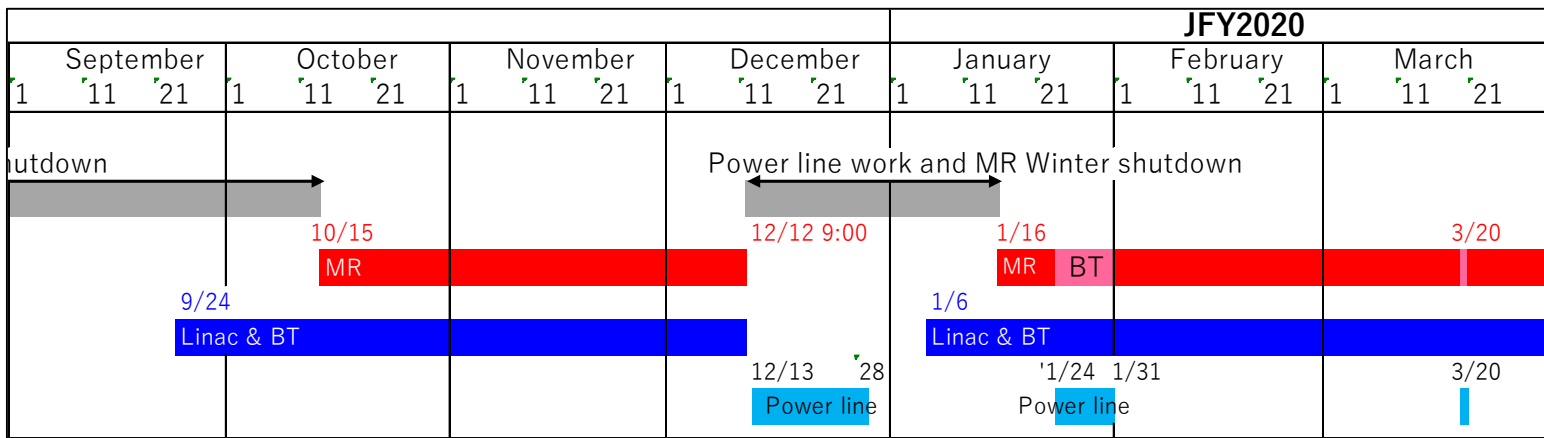 JFY2020
September October November December January February March
1 11 21 1 11 21 1 11 21 1 11 21 1 11 21 1 11 21 1 11 21
hutdown Power line work and MR Winter shutdown
10/15 12/12 9:00 1/16 3/20
MR MR BT
9/24 1/6
Linac & BT Linac & BT
12/13 28 '1/24 1/31 3/20
Power line Power line